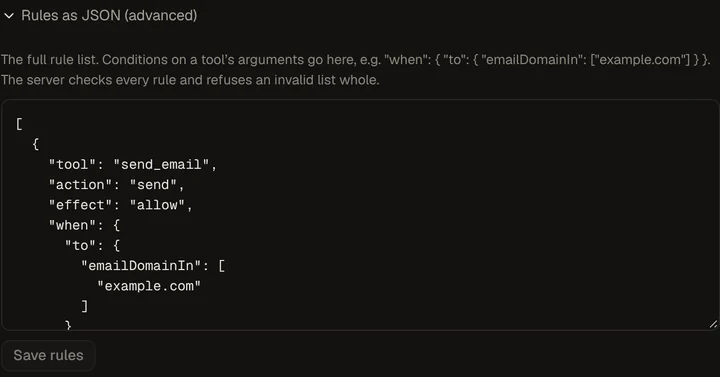 Rules as JSON (advanced)
The full rule list. Conditions on a tool's arguments go here, e.g. "when": { "to": { "emailDomainIn": ["example.com"] } }.
The server checks every rule and refuses an invalid list whole.
[
  {
    "tool": "send_email",
    "action": "send",
    "effect": "allow",
    "when": {
      "to": {
        "emailDomainIn": [
          "example.com"
        ]
      }
Save rules